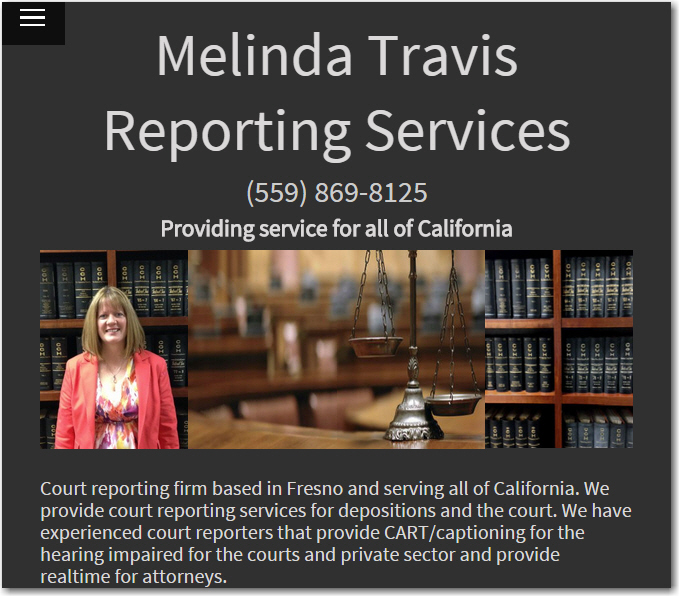 Melinda Travis
Reporting Services
(559) 869-8125
Providing service for all of California
Court reporting firm based in Fresno and serving all of California. We
provide court reporting services for depositions and the court. We have
experienced court reporters that provide CART/captioning for the
hearing impaired for the courts and private sector and provide
realtime for attorneys.